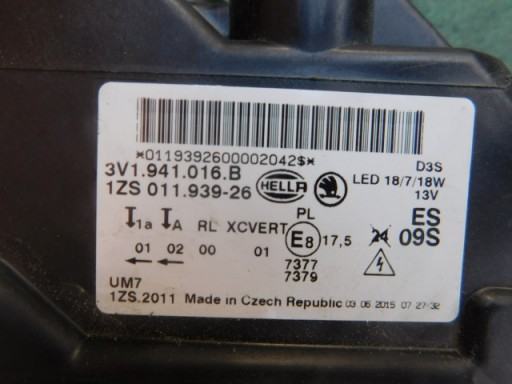 *0119392600002042$*
3V1.941.016.B
1ZS 011.939-26
HELLA
D3S
LED 18/7/18W
13V
1a A RL XCVERT
01 02 00 01
PL
E8 17,5
7377
7379
ES
24 09S
UM7
1ZS.2011 Made in Czech Republic 03 06 2015 07-27-32